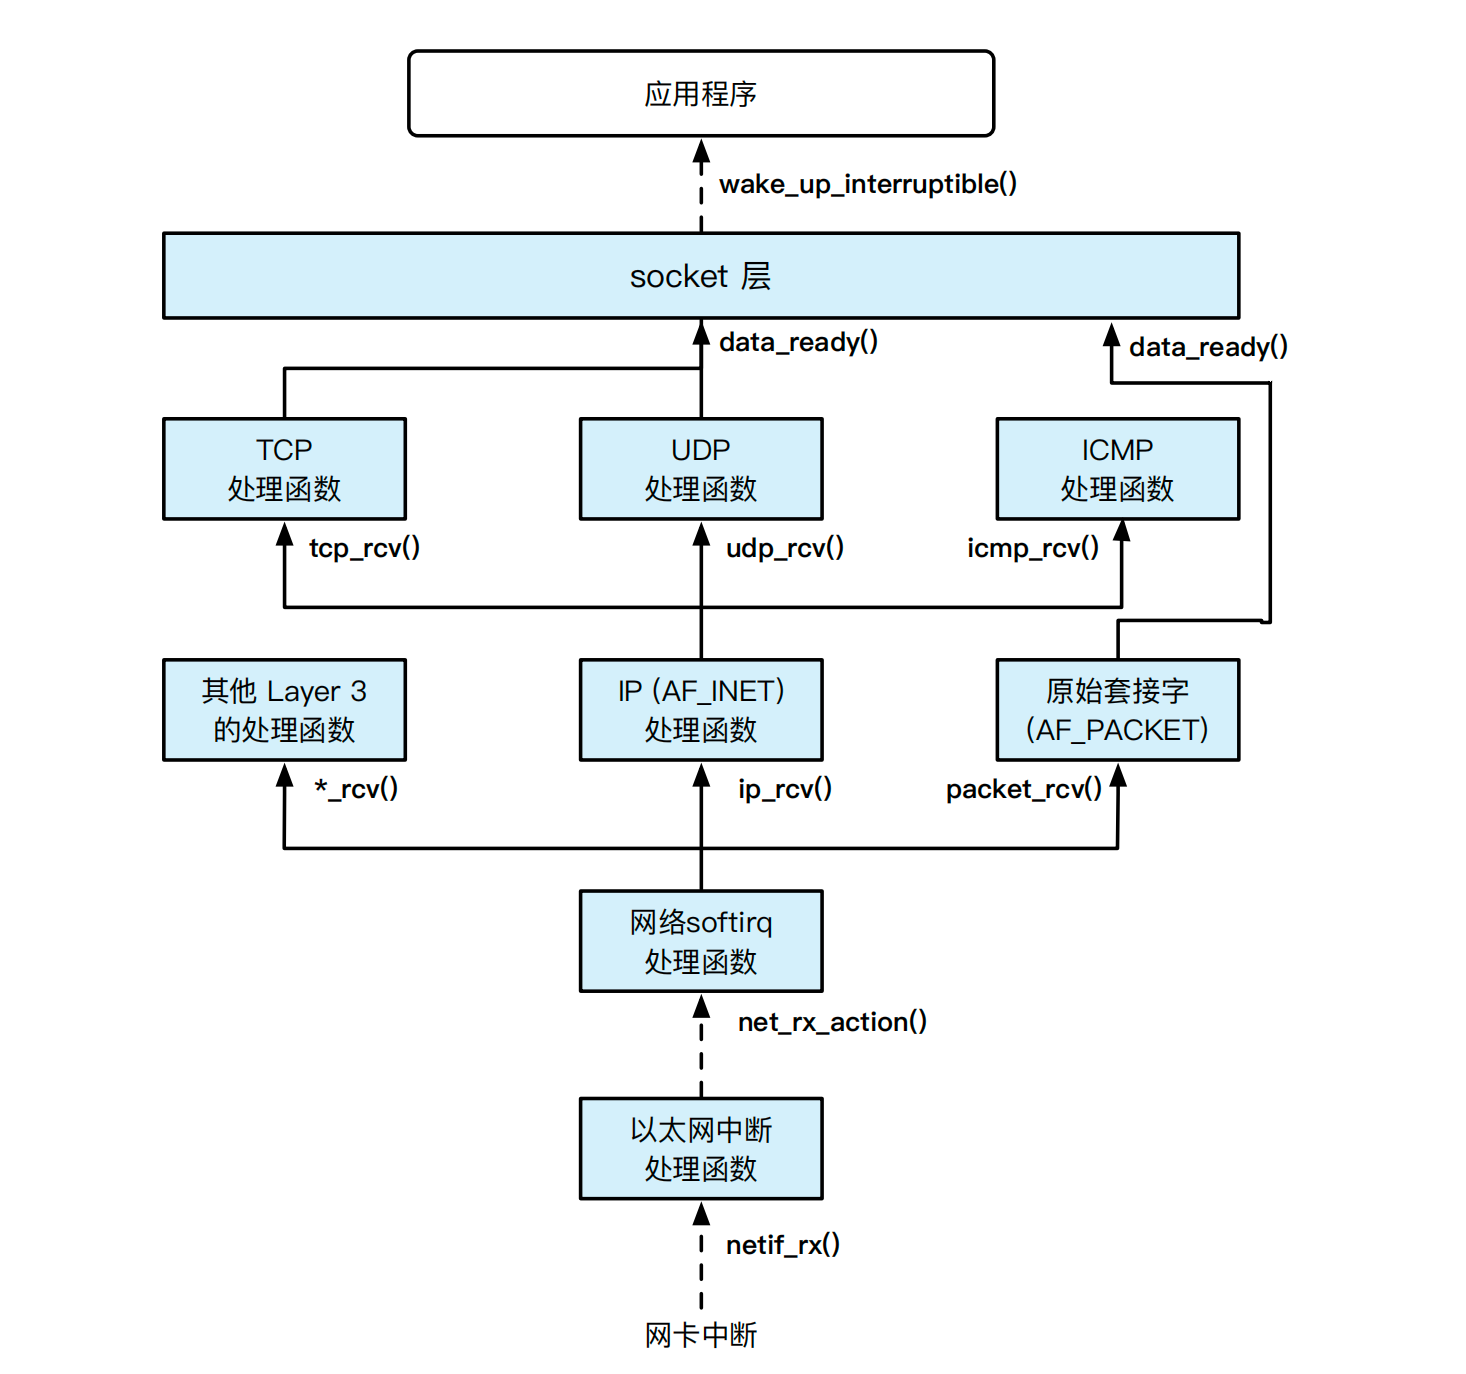 应用程序
wake_up_interruptible()
socket 层
data_ready()
data_ready()
TCP
处理函数
UDP
处理函数
ICMP
处理函数
tcp_rcv()
udp_rcv()
icmp_rcv()
其他 Layer 3
的处理函数
IP (AF_INET)
处理函数
原始套接字
(AF_PACKET)
*_rcv()
ip_rcv()
packet_rcv()
网络softirq
处理函数
net_rx_action()
以太网中断
处理函数
netif_rx()
网卡中断